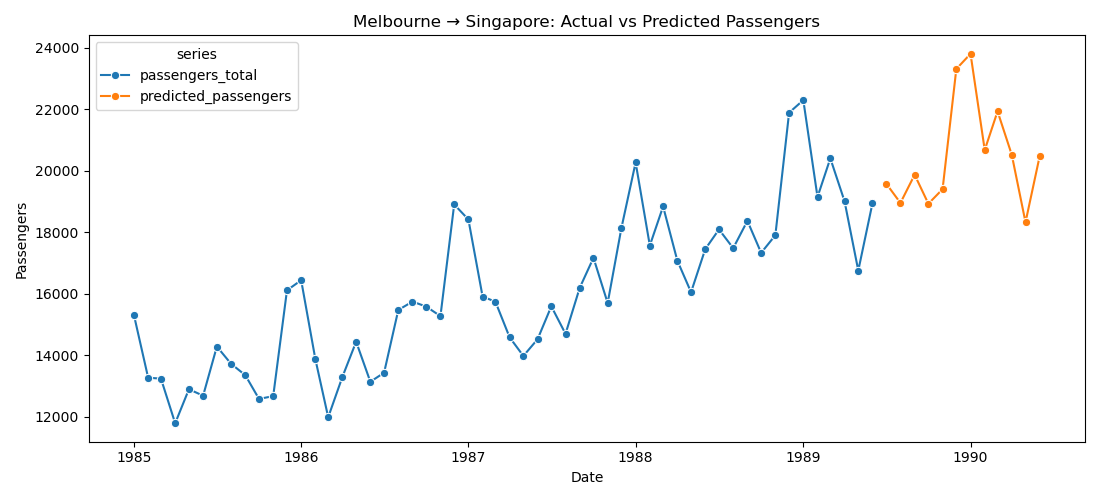 Melbourne → Singapore: Actual vs Predicted Passengers
series
passengers_total
predicted_passengers
Passengers
24000
22000
20000
18000
16000
14000
12000
1985 1986 1987 1988 1989 1990
Date